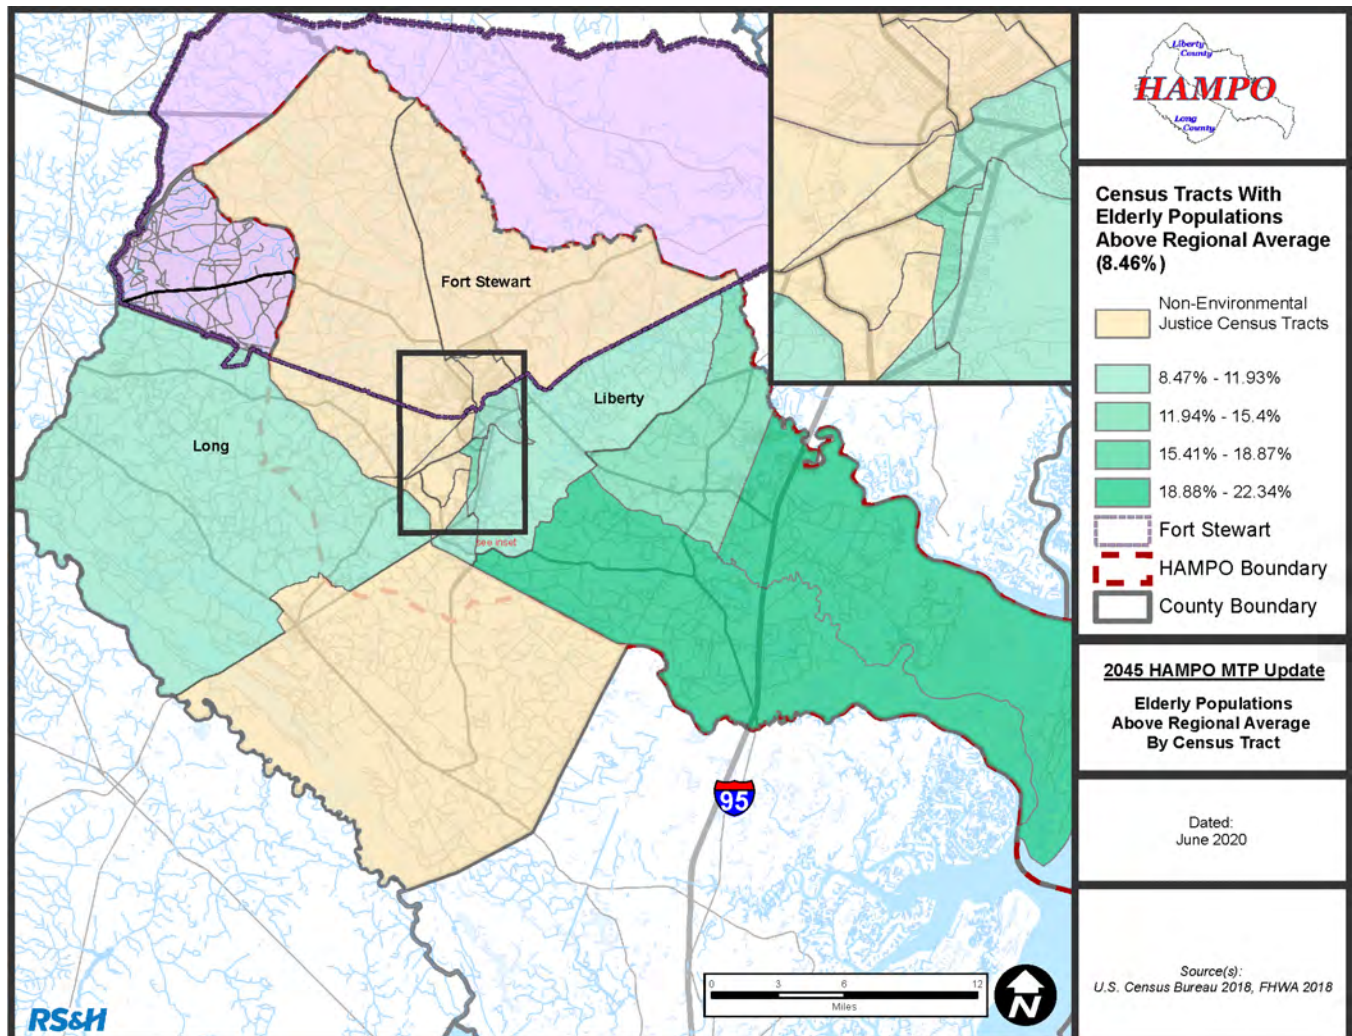 Fort Stewart
Liberty
Long
see inset
95
0 3 6 12
Miles
N
RS&H
Liberty
County
HAMPO
Long
County
Census Tracts With
Elderly Populations
Above Regional Average
(8.46%)
Non-Environmental
Justice Census Tracts
8.47% - 11.93%
11.94% - 15.4%
15.41% - 18.87%
18.88% - 22.34%
Fort Stewart
HAMPO Boundary
County Boundary
2045 HAMPO MTP Update
Elderly Populations
Above Regional Average
By Census Tract
Dated:
June 2020
Source(s):
U.S. Census Bureau 2018, FHWA 2018